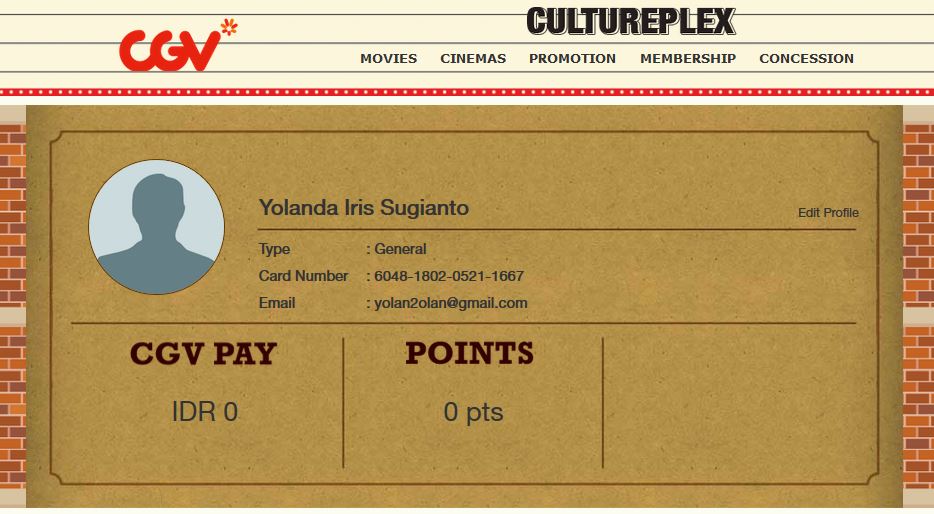 CULTUREPLEX
CGV
MOVIES CINEMAS PROMOTION MEMBERSHIP CONCESSION
Yolanda Iris Sugianto
Edit Profile
Type : General
Card Number : 6048-1802-0521-1667
Email : yolan2olan@gmail.com
CGV PAY POINTS
IDR 0 0 pts